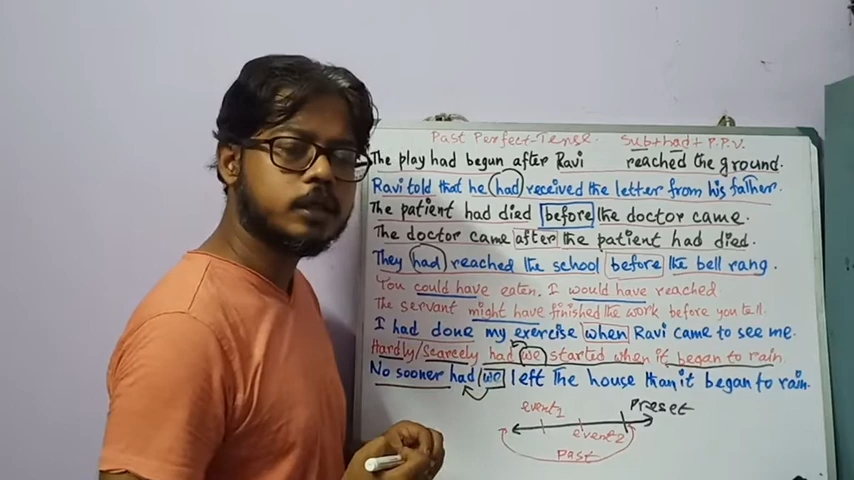 Past Perfect-Tense. Sub+had+P.P.V.
The play had begun after Ravi reached the ground.
Ravi told that he had received the letter from his father.
The patient had died before the doctor came.
The doctor came after the patient had died.
They had reached the school before the bell rang.
You could have eaten. I would have reached
The servant might have finished the work before you tell.
I had done my exercise when Ravi came to see me.
Hardly/Scarcely had we started when it began to rain.
No sooner had we left the house than it began to rain.
event1 Preset
event2
Past